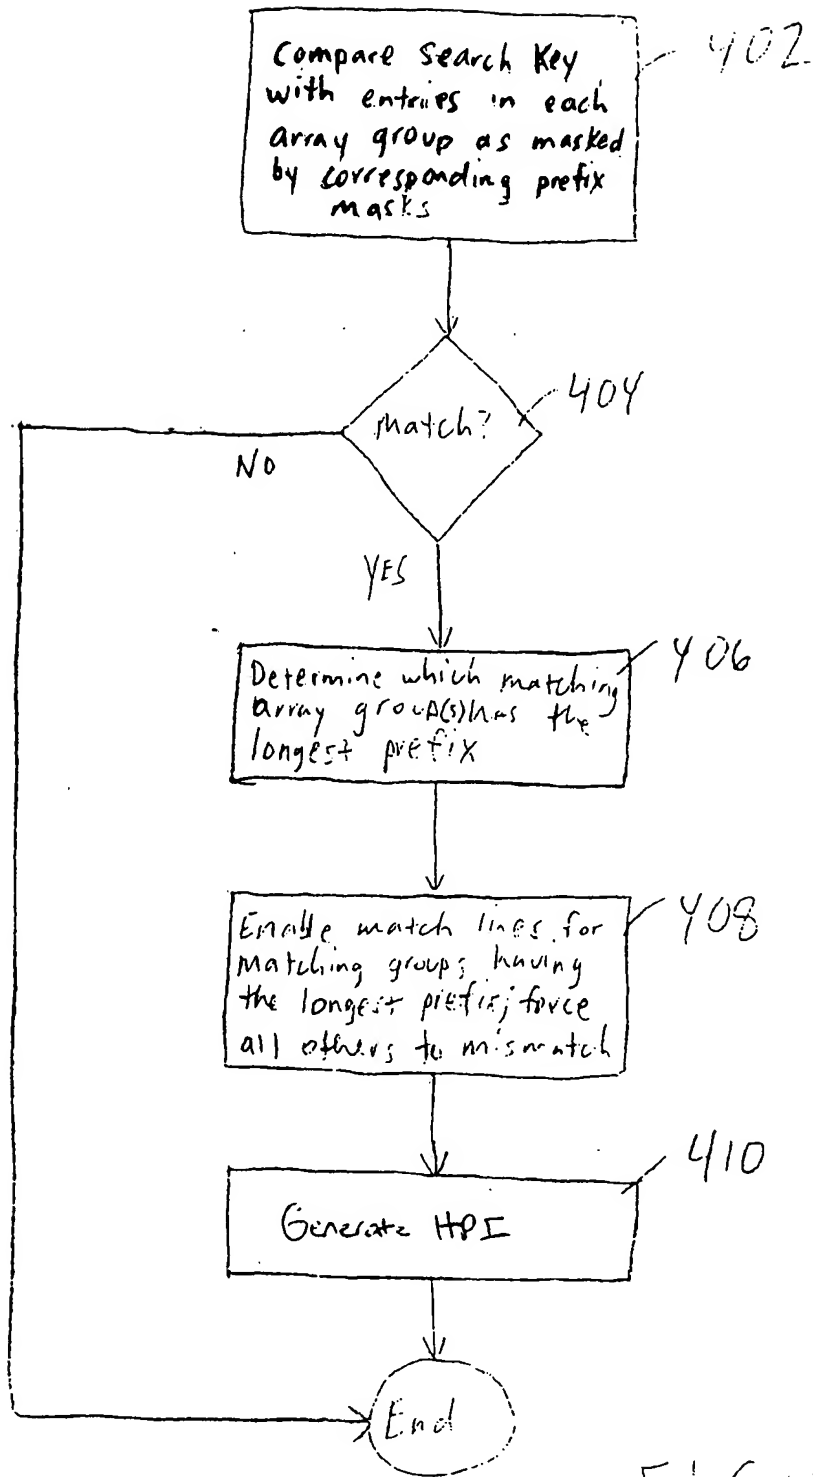 Compare Search Key
402
with entries in each
array group as masked
by corresponding prefix
masks
Match?
404
NO
YES
406
Determine which matching
array group(s) has the
longest prefix
408
Enable match lines for
matching groups having
the longest prefix; force
all others to mismatch
410
Generate HPI
End